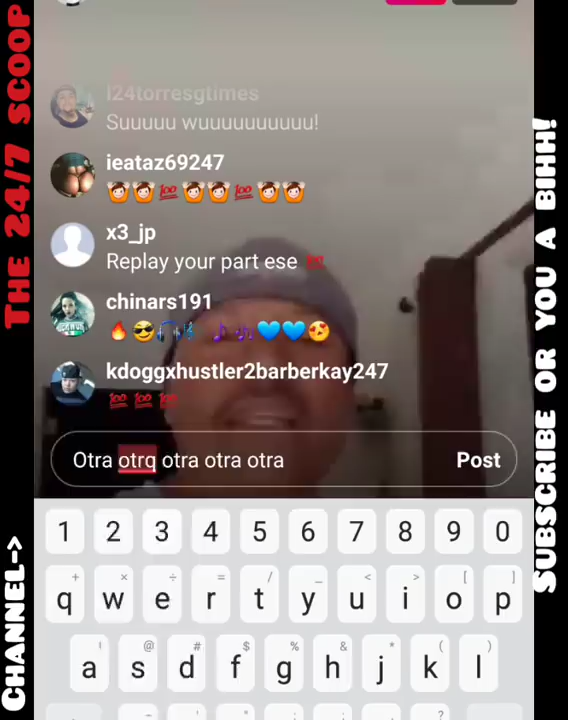 THE 24/7 SCOOP
CHANNEL->
l24torresgtimes
Suuuuu wuuuuuuuuuu!
ieataz69247
🤷💯🤷💯🤷
x3_jp
Replay your part ese 💯
chinars191
🔥😎🎧🎼🎵🎶💙💙😍
kdoggxhustler2barberkay247
💯💯💯
Otra otrq otra otra otra
Post
1 2 3 4 5 6 7 8 9 0
+ × ÷ = / _ < > [ ]
q w e r t y u i o p
! @ # $ % & * ( )
a s d f g h j k l
SUBSCRIBE OR YOU A BIHH!